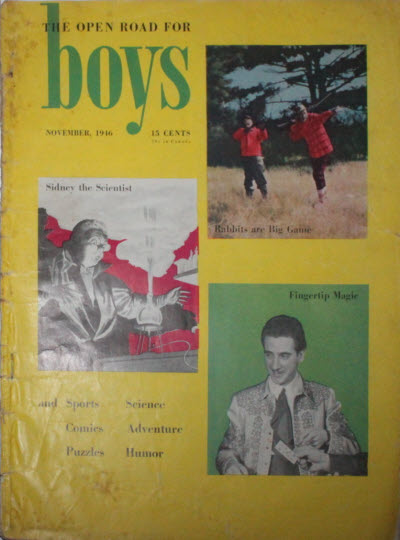 THE OPEN ROAD FOR
boys
NOVEMBER, 1946 15 CENTS
Sidney the Scientist
Rabbits are Big Game
Fingertip Magic
and Sports Science
Comics Adventure
Puzzles Humor